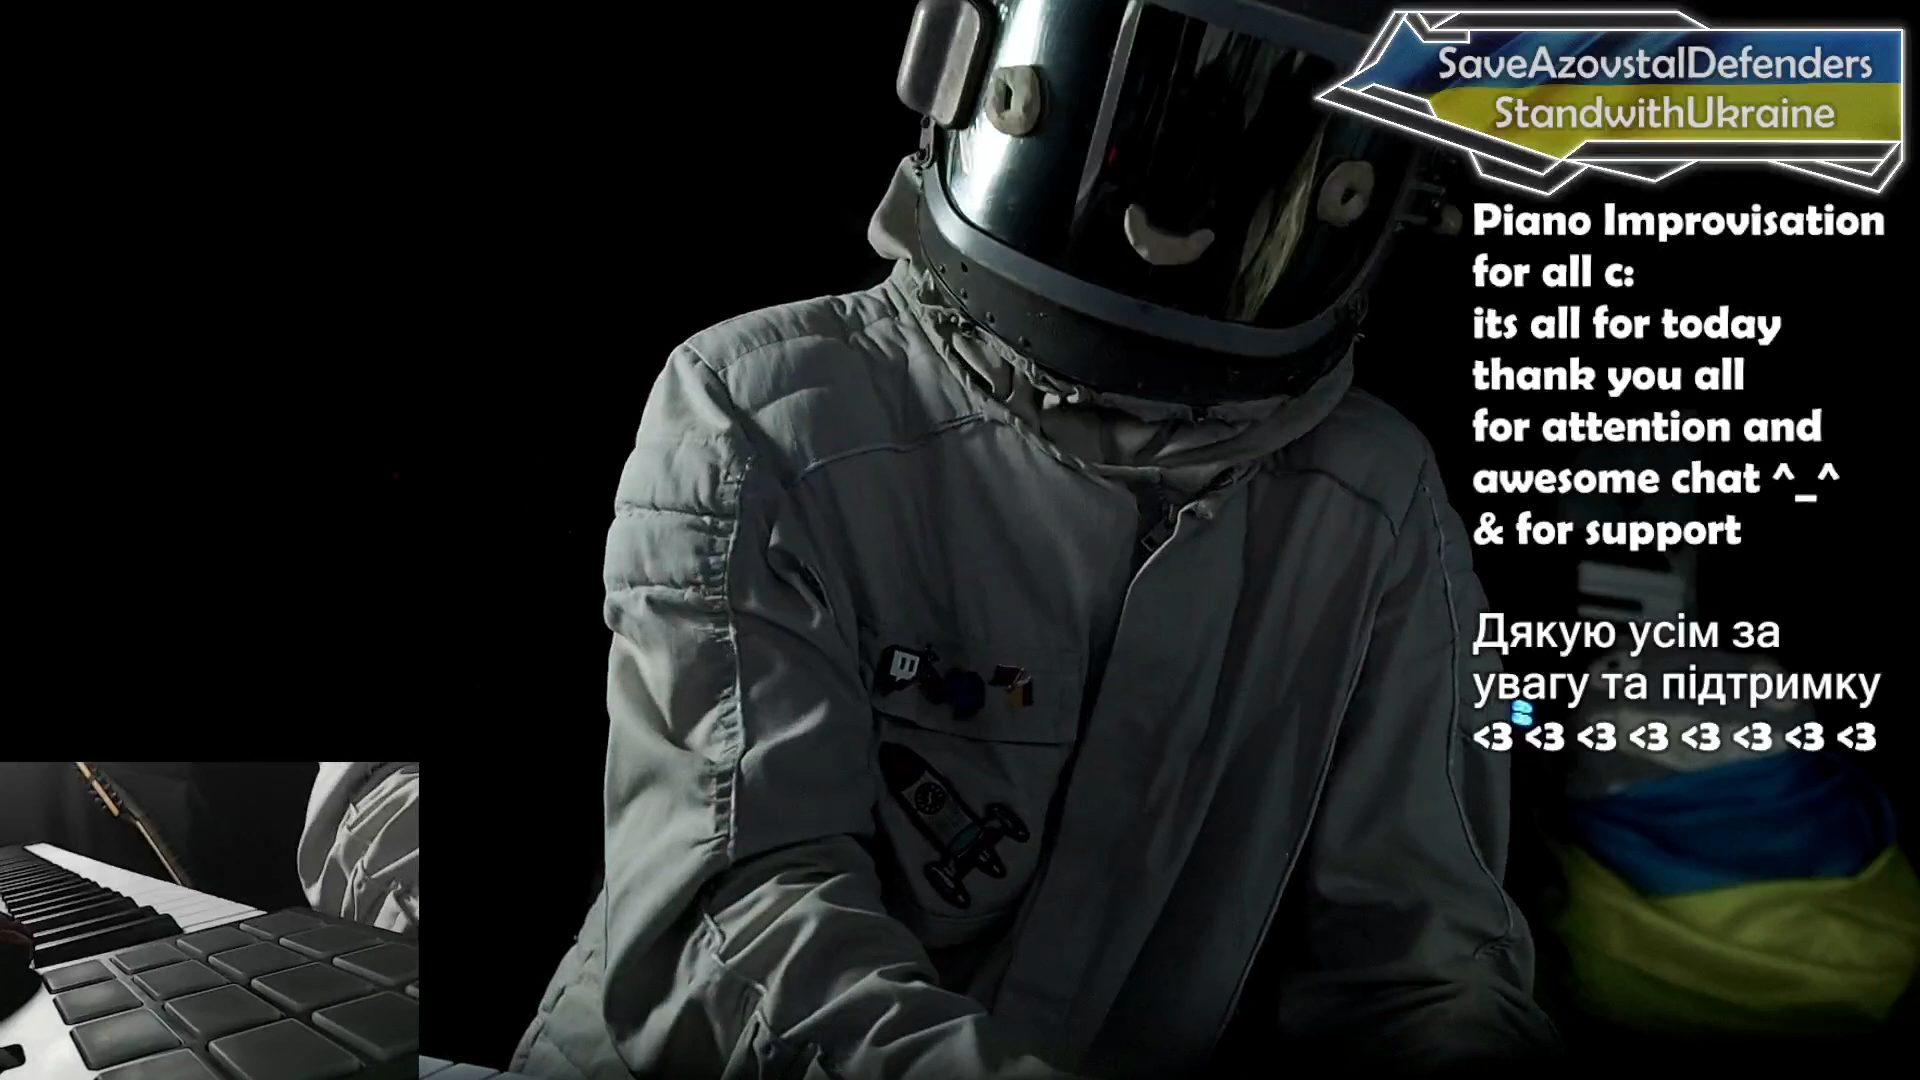 SaveAzovstalDefenders
StandwithUkraine
Piano Improvisation
for all c:
its all for today
thank you all
for attention and
awesome chat ^_^
& for support
Дякую усім за
увагу та підтримку
<3 <3 <3 <3 <3 <3 <3 <3